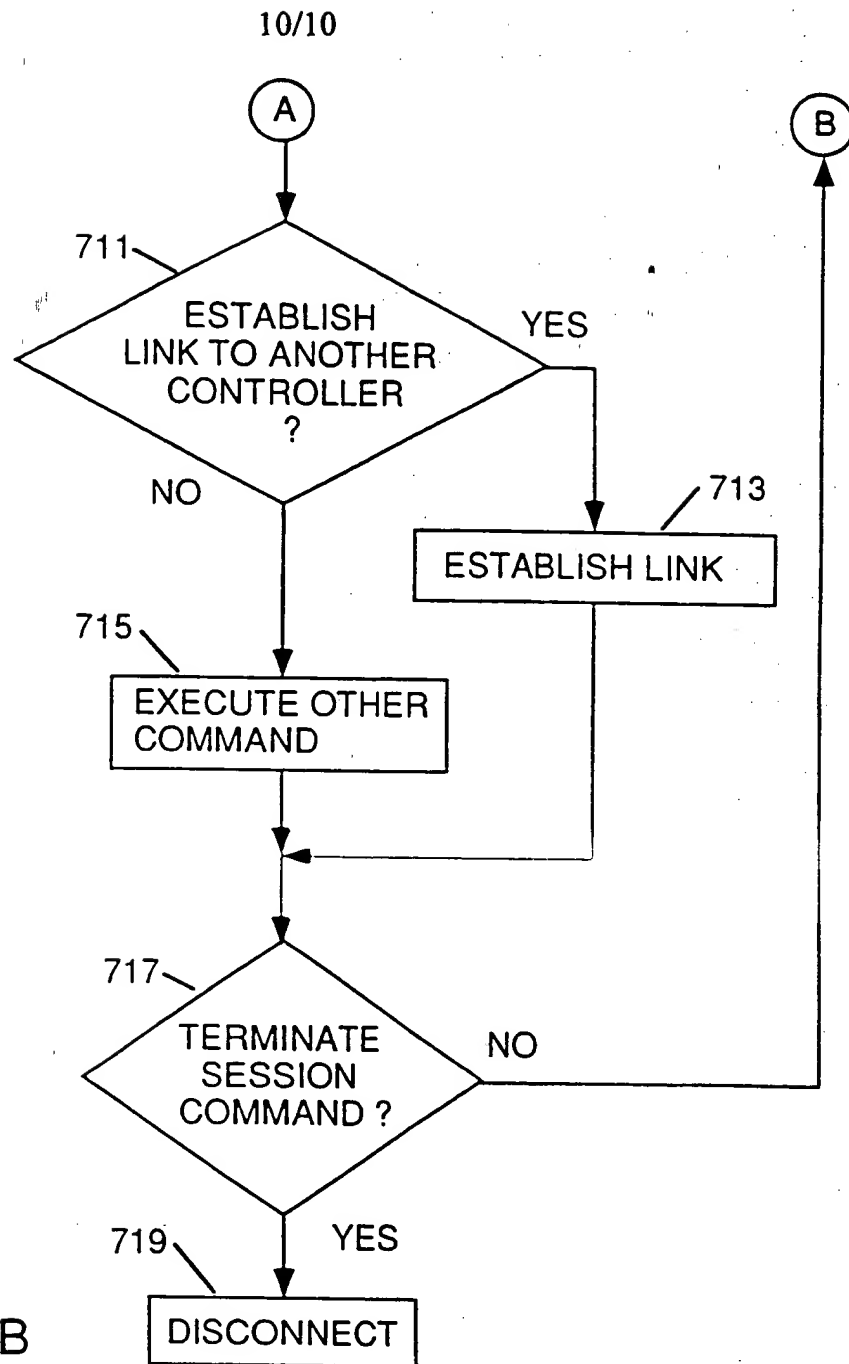 10/10
A
B
711
ESTABLISH
LINK TO ANOTHER
CONTROLLER
?
YES
NO
713
ESTABLISH LINK
715
EXECUTE OTHER
COMMAND
717
TERMINATE
SESSION
COMMAND ?
NO
YES
719
DISCONNECT
B